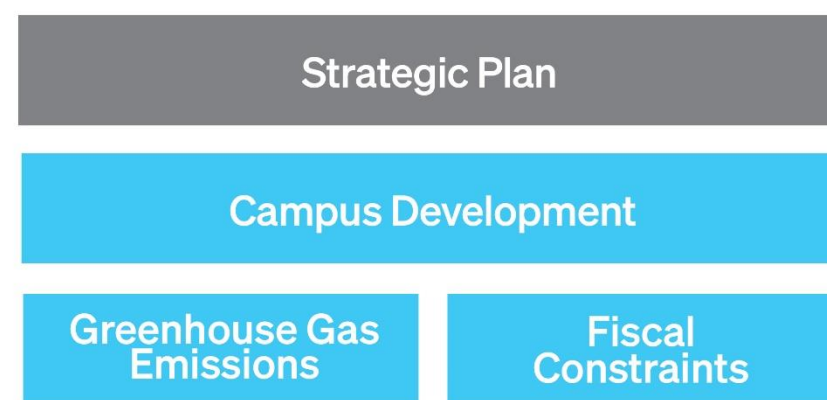 Strategic Plan
Campus Development
Greenhouse Gas
Emissions
Fiscal
Constraints